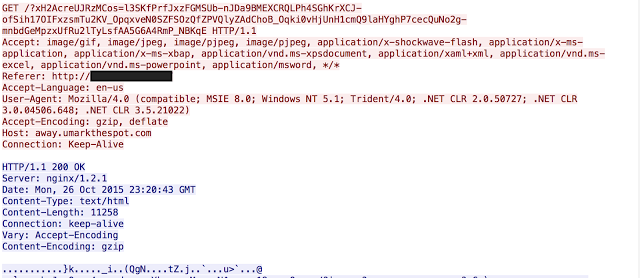 GET /?xH2AcreUJRzMCos=l3SKfPrfJxzFGMSUb-nJDa9BMEXCRQLPh4SGhKrXCJ-
ofSih17OIFxzsmTu2KV_OpqxveN0SZFSOzQfZPVQlyZAdChoB_Oqki0vHjUnH1cmQ9laHYghP7cecQuNo2g-
mnbdGeMpzxUfRu2lTyLsfAA5G6A4RmP_NBKqE HTTP/1.1
Accept: image/gif, image/jpeg, image/pjpeg, image/pjpeg, application/x-shockwave-flash, application/x-ms-
application, application/x-ms-xbap, application/vnd.ms-xpsdocument, application/xaml+xml, application/vnd.ms-
excel, application/vnd.ms-powerpoint, application/msword, */*
Referer: http://
Accept-Language: en-us
User-Agent: Mozilla/4.0 (compatible; MSIE 8.0; Windows NT 5.1; Trident/4.0; .NET CLR 2.0.50727; .NET CLR
3.0.04506.648; .NET CLR 3.5.21022)
Accept-Encoding: gzip, deflate
Host: away.umarkthespot.com
Connection: Keep-Alive

HTTP/1.1 200 OK
Server: nginx/1.2.1
Date: Mon, 26 Oct 2015 23:20:43 GMT
Content-Type: text/html
Content-Length: 11258
Connection: keep-alive
Vary: Accept-Encoding
Content-Encoding: gzip

...........}k....._i..(QgN....tZ.j..`...u>`...@